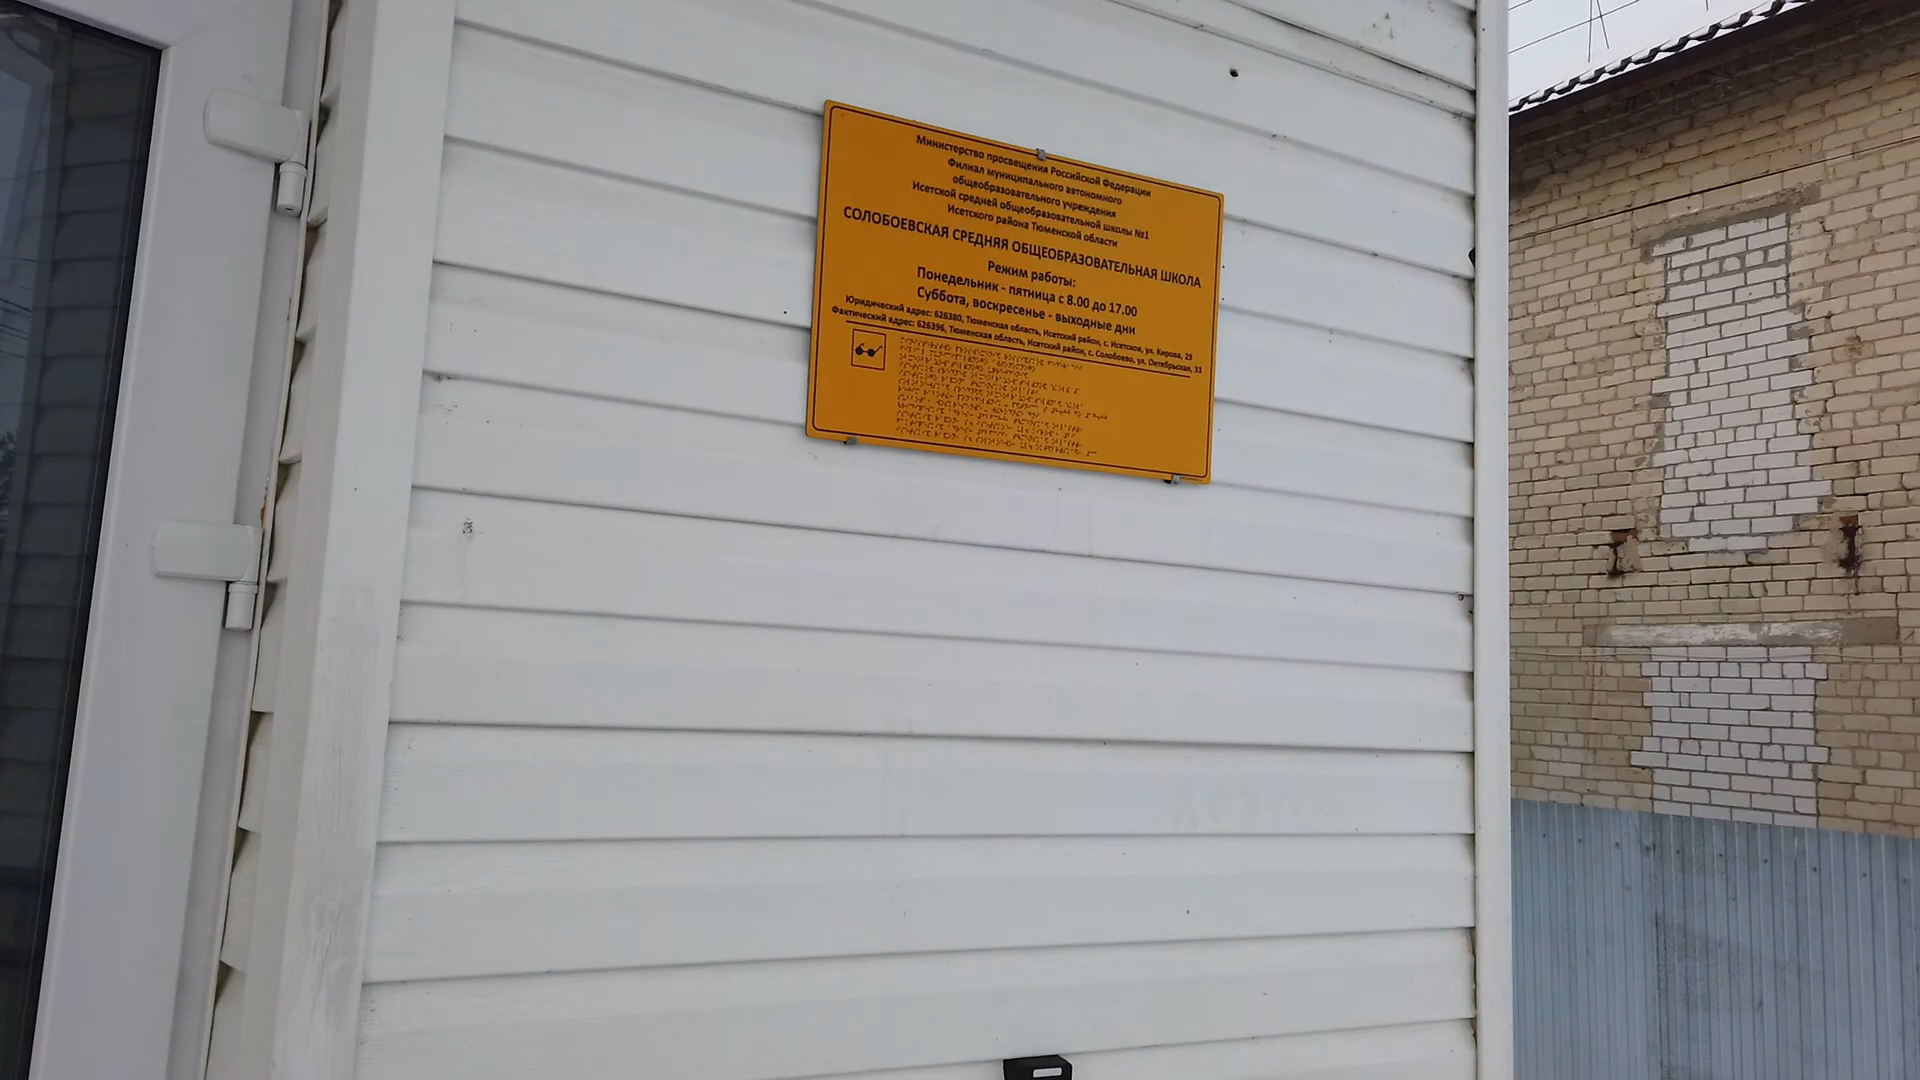 Министерство просвещения Российской Федерации
Филиал муниципального автономного
общеобразовательного учреждения
Исетской средней общеобразовательной школы №1
Исетского района Тюменской области
СОЛОБОЕВСКАЯ СРЕДНЯЯ ОБЩЕОБРАЗОВАТЕЛЬНАЯ ШКОЛА
Режим работы:
Понедельник - пятница с 8.00 до 17.00
Суббота, воскресенье - выходные дни
Юридический адрес: 626380, Тюменская область, Исетский район, с. Исетское, ул. Кирова, 29
Фактический адрес: 626396, Тюменская область, Исетский район, с. Солобоево, ул. Октябрьская, 33